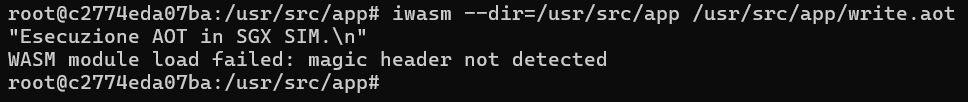 root@c2774eda07ba:/usr/src/app# iwasm --dir=/usr/src/app /usr/src/app/write.aot
"Esecuzione AOT in SGX SIM.\n"
WASM module load failed: magic header not detected
root@c2774eda07ba:/usr/src/app#